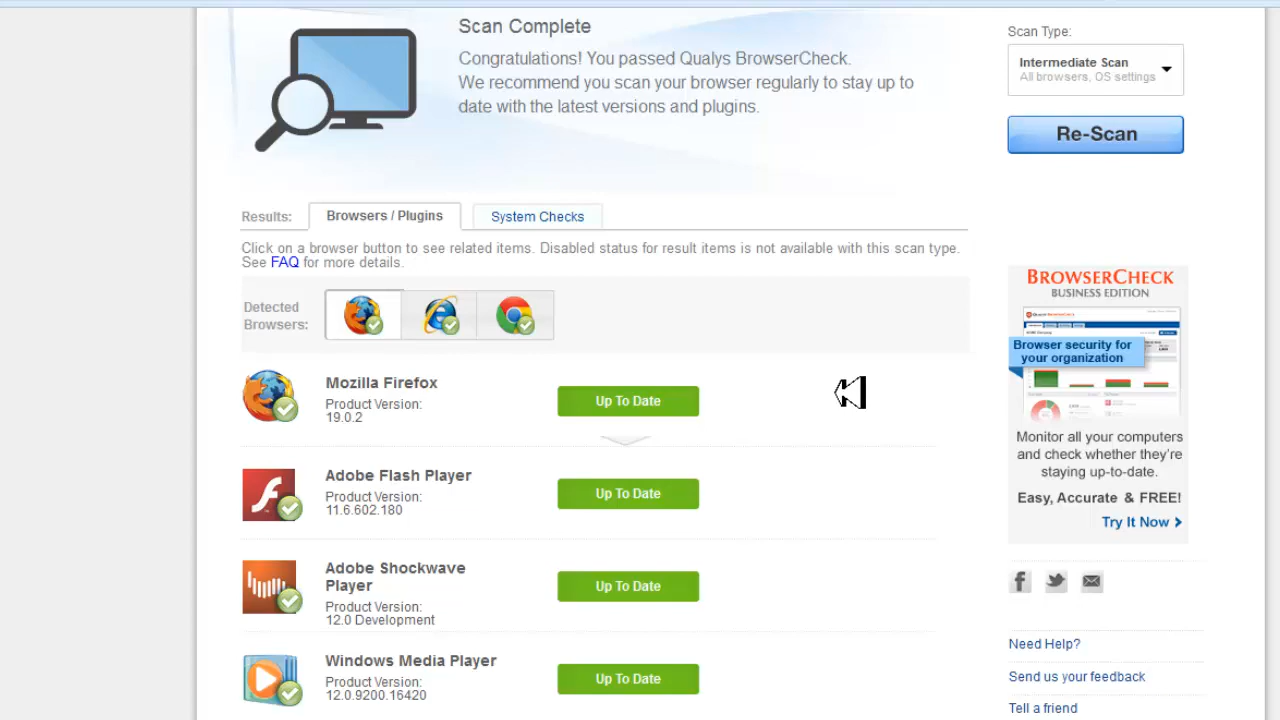 Scan Complete
Congratulations! You passed Qualys BrowserCheck.
We recommend you scan your browser regularly to stay up to
date with the latest versions and plugins.
Scan Type:
Intermediate Scan
All browsers, OS settings
Re-Scan
Results:
Browsers / Plugins
System Checks
Click on a browser button to see related items. Disabled status for result items is not available with this scan type.
See FAQ for more details.
Detected
Browsers:
Mozilla Firefox
Product Version:
19.0.2
Up To Date
Adobe Flash Player
Product Version:
11.6.602.180
Up To Date
Adobe Shockwave
Player
Product Version:
12.0 Development
Up To Date
Windows Media Player
Product Version:
12.0.9200.16420
Up To Date
BROWSERCHECK
BUSINESS EDITION
Browser security for
your organization
Monitor all your computers
and check whether they're
staying up-to-date.
Easy, Accurate & FREE!
Try It Now
Need Help?
Send us your feedback
Tell a friend